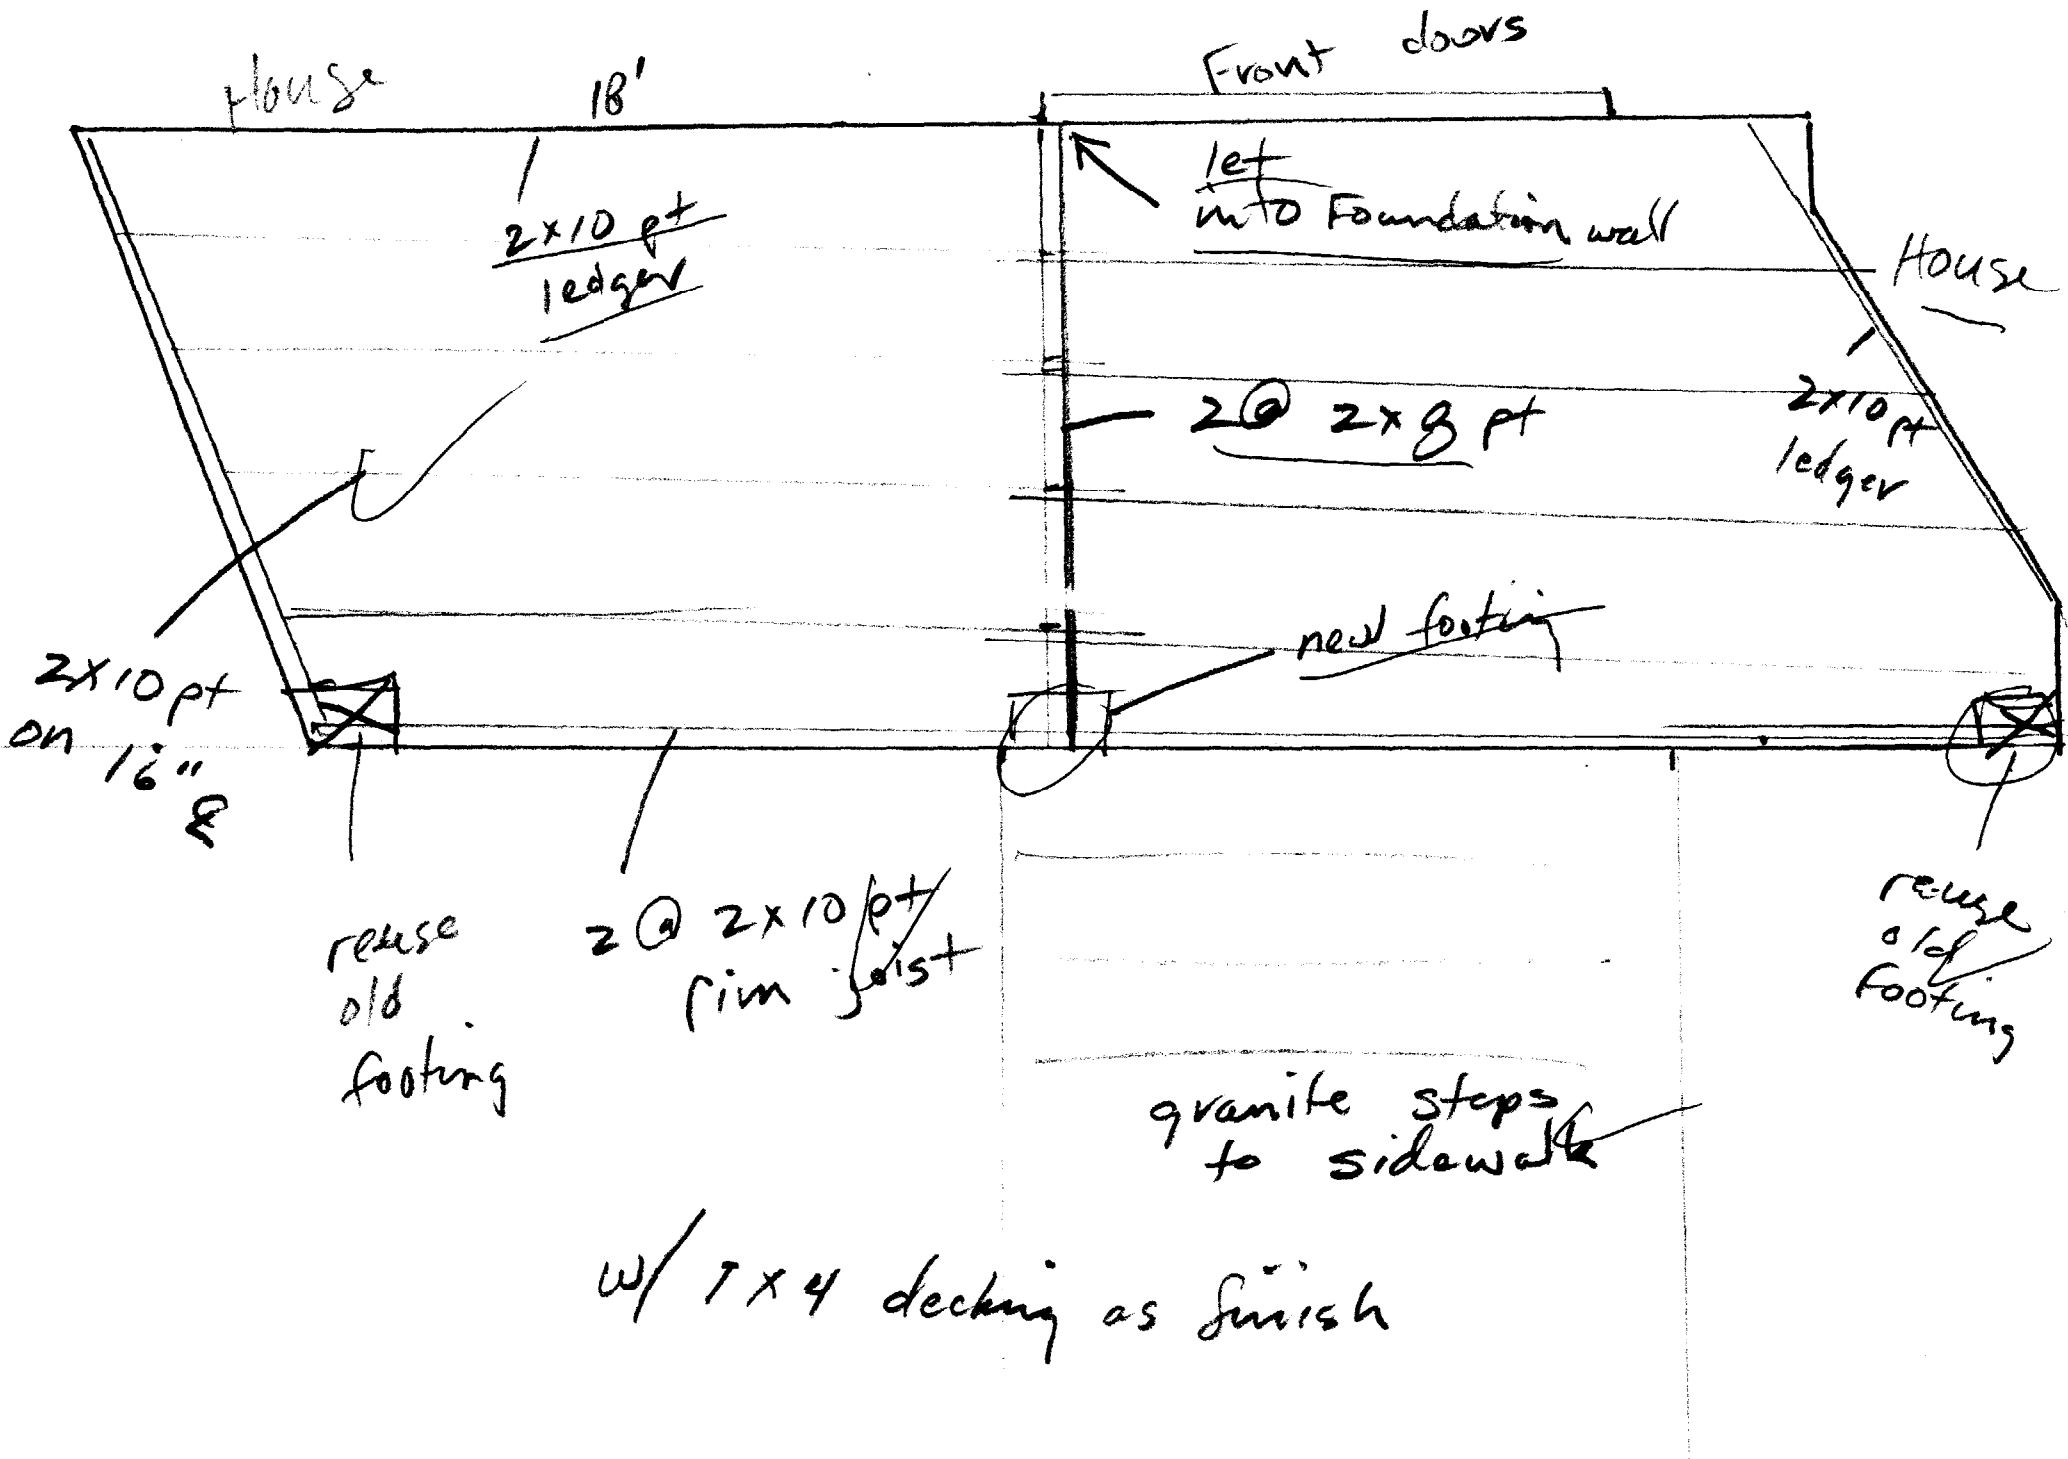 House
18'
Front doors
2x10 pt
ledger
let
into Foundation wall
House
2 @ 2x8 pt
2x10 pt
ledger
new footing
2x10 pt
on 16"
reuse
old
footing
2 @ 2x10 pt
rim joist
reuse
old
Footing
granite steps
to sidewalk
w/ 1x4 decking as finish